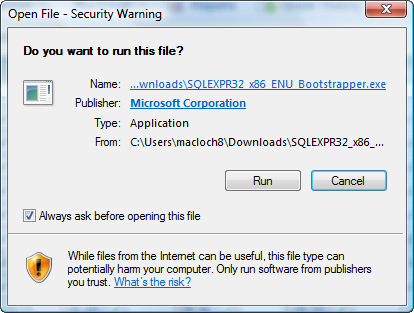 Open File - Security Warning
Do you want to run this file?
Name: ...wnloads\SQLEXPR32_x86_ENU_Bootstrapper.exe
Publisher: Microsoft Corporation
Type: Application
From: C:\Users\macloch8\Downloads\SQLEXPR32_x86_...
Run Cancel
Always ask before opening this file
While files from the Internet can be useful, this file type can
potentially harm your computer. Only run software from publishers
you trust. What's the risk?